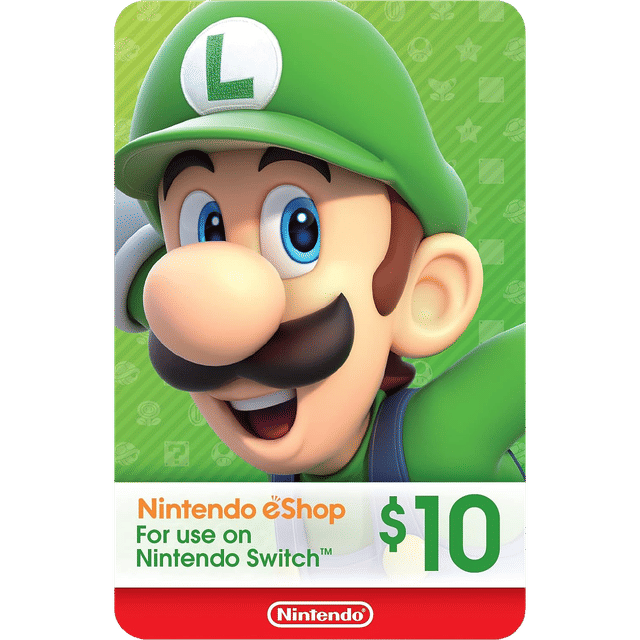 L
Nintendo eShop
For use on
Nintendo Switch™
$10
Nintendo®